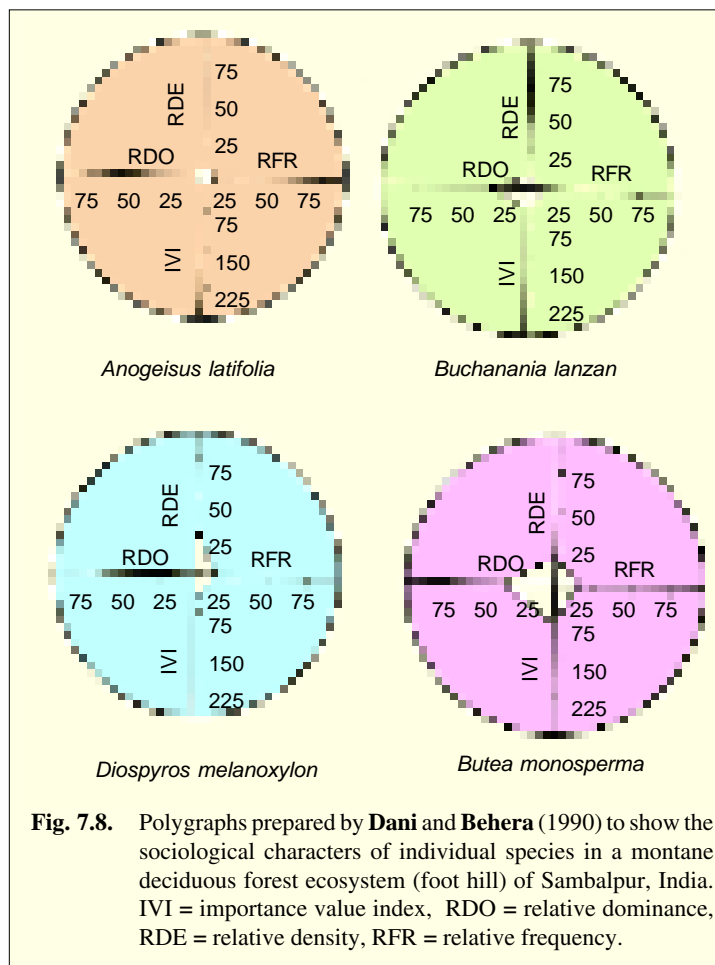 75
RDE
50
25
RDO
RFR
75 50 25 25 50 75
75
IVI
150
225
Anogeisus latifolia
75
RDE
50
25
RDO
RFR
75 50 25 25 50 75
75
IVI
150
225
Buchanania lanzan
75
RDE
50
25
RDO
RFR
75 50 25 25 50 75
75
IVI
150
225
Diospyros melanoxylon
75
RDE
50
25
RDO
RFR
75 50 25 25 50 75
75
IVI
150
225
Butea monosperma
Fig. 7.8. Polygraphs prepared by Dani and Behera (1990) to show the
sociological characters of individual species in a montane
deciduous forest ecosystem (foot hill) of Sambalpur, India.
IVI = importance value index, RDO = relative dominance,
RDE = relative density, RFR = relative frequency.